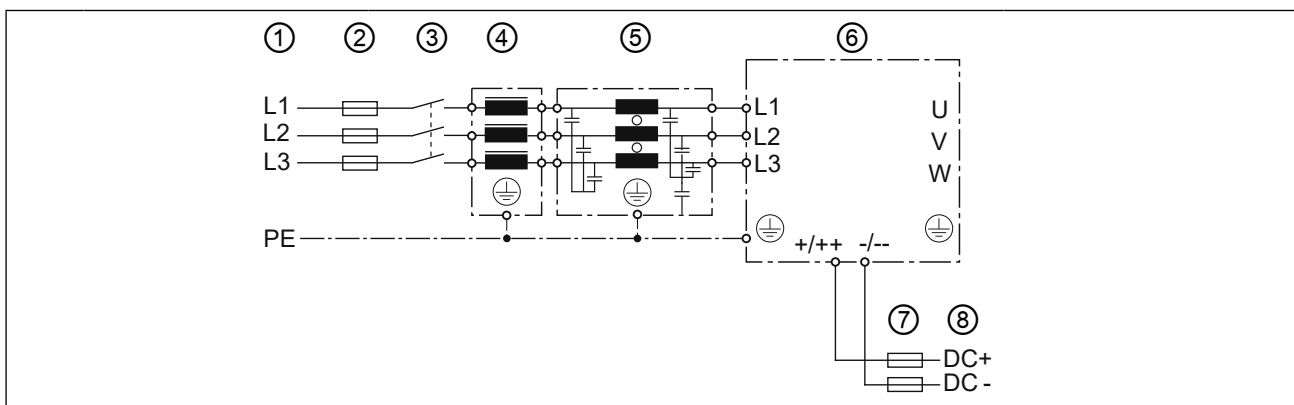 ① ② ③ ④ ⑤ ⑥
L1 L1 U
L2 L2 V
L3 L3 W
PE
+/++ -/--
⑦ ⑧
DC+
DC -